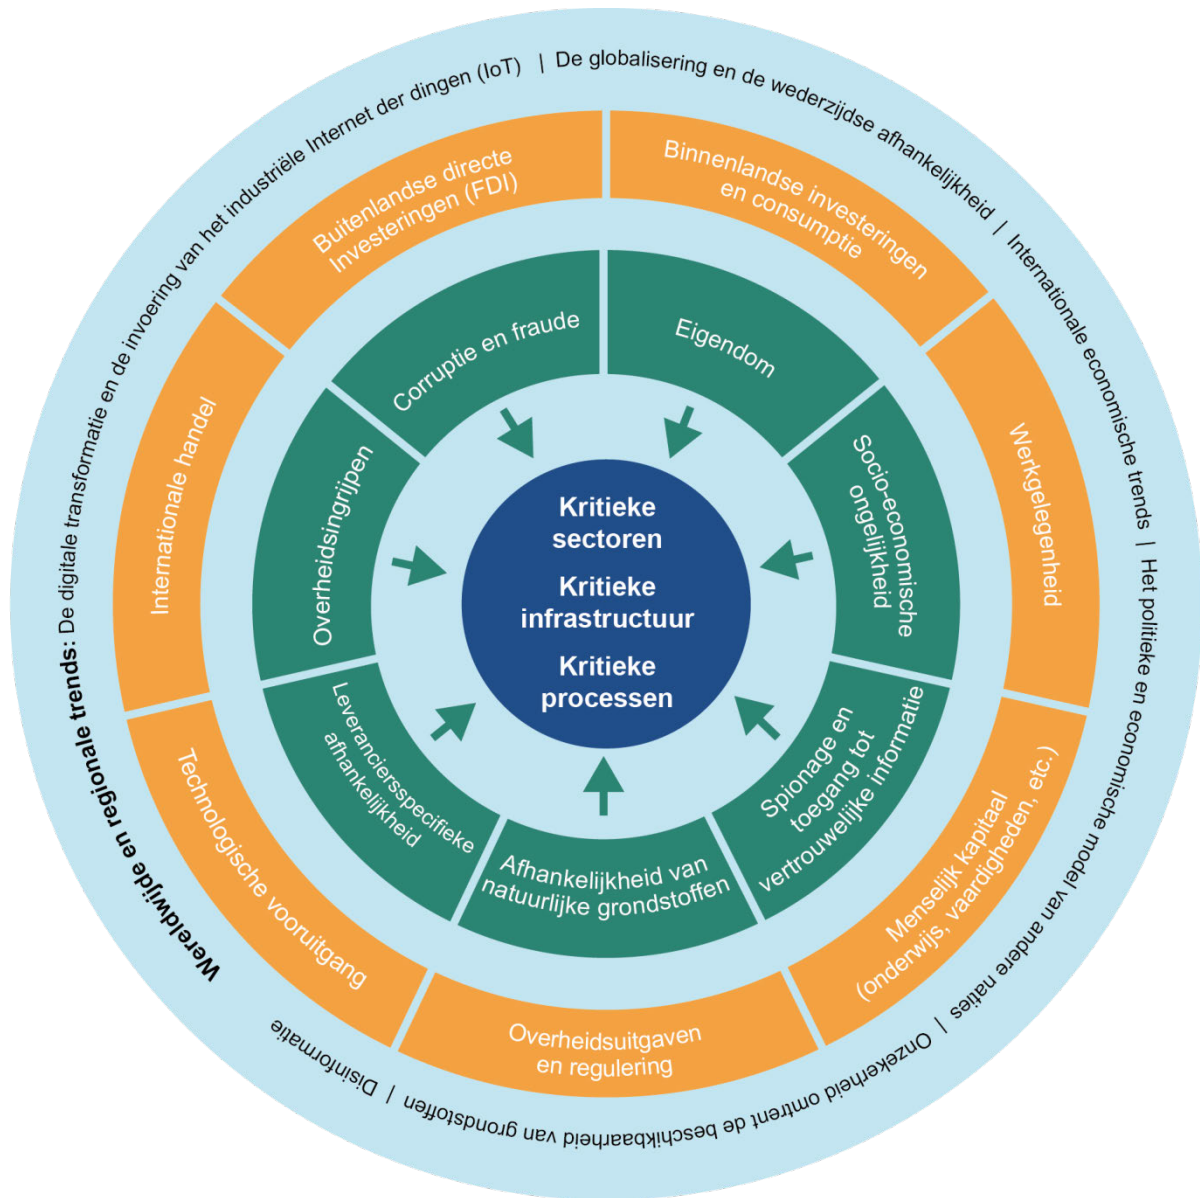 Wereldwijde en regionale trends: De digitale transformatie en de invoering van het industriële Internet der dingen (IoT) | De globalisering en de wederzijdse afhankelijkheid | Internationale economische trends | Het politieke en economische model van andere naties | Onzekerheid omtrent de beschikbaarheid van grondstoffen | Disinformatie
Buitenlandse directe
Investeringen (FDI)
Binnenlandse investeringen
en consumptie
Werkgelegenheid
Menselijk kapitaal
(onderwijs, vaardigheden, etc.)
Overheidsuitgaven
en regulering
Technologische vooruitgang
Internationale handel
Corruptie en fraude
Eigendom
Socio-economische
ongelijkheid
Spionage en
toegang tot
vertrouwelijke informatie
Afhankelijkheid van
natuurlijke grondstoffen
Leveranciersspecifieke
afhankelijkheid
Overheidsingrijpen
Kritieke
sectoren
Kritieke
infrastructuur
Kritieke
processen